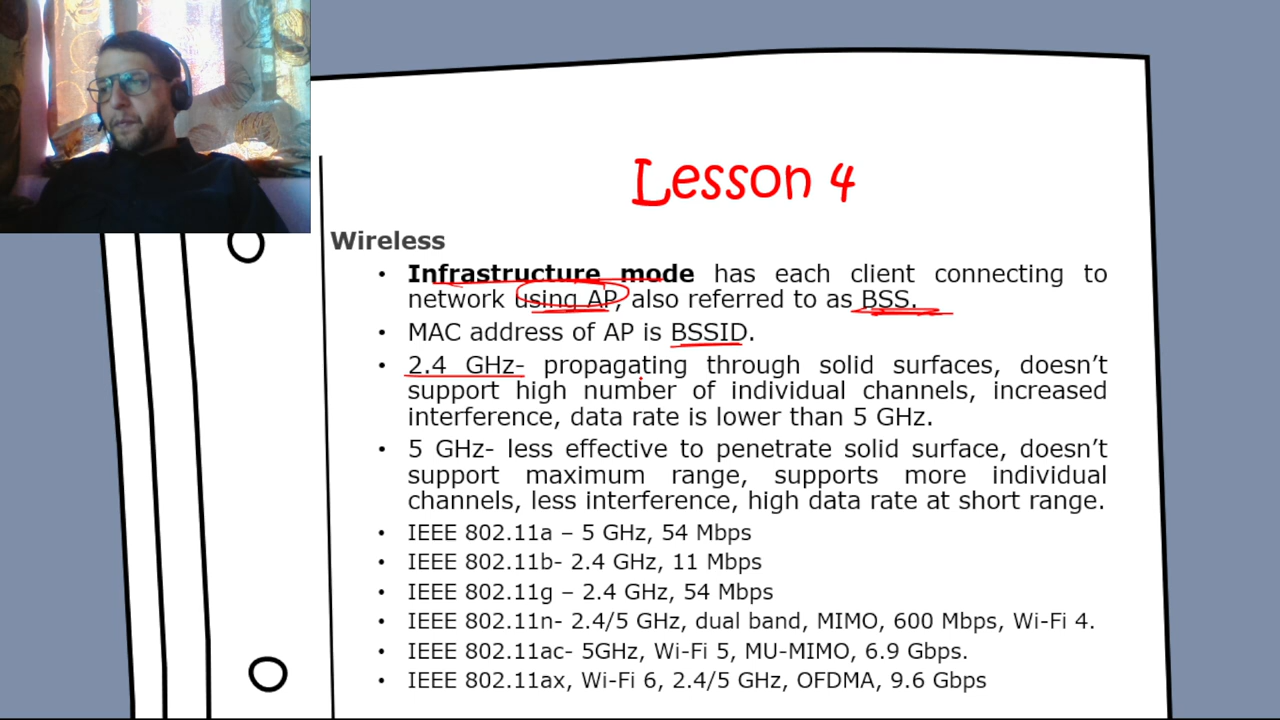 Lesson 4
Wireless
• Infrastructure mode has each client connecting to
network using AP, also referred to as BSS.
• MAC address of AP is BSSID.
• 2.4 GHz- propagating through solid surfaces, doesn’t
support high number of individual channels, increased
interference, data rate is lower than 5 GHz.
• 5 GHz- less effective to penetrate solid surface, doesn’t
support maximum range, supports more individual
channels, less interference, high data rate at short range.
• IEEE 802.11a – 5 GHz, 54 Mbps
• IEEE 802.11b- 2.4 GHz, 11 Mbps
• IEEE 802.11g – 2.4 GHz, 54 Mbps
• IEEE 802.11n- 2.4/5 GHz, dual band, MIMO, 600 Mbps, Wi-Fi 4.
• IEEE 802.11ac- 5GHz, Wi-Fi 5, MU-MIMO, 6.9 Gbps.
• IEEE 802.11ax, Wi-Fi 6, 2.4/5 GHz, OFDMA, 9.6 Gbps